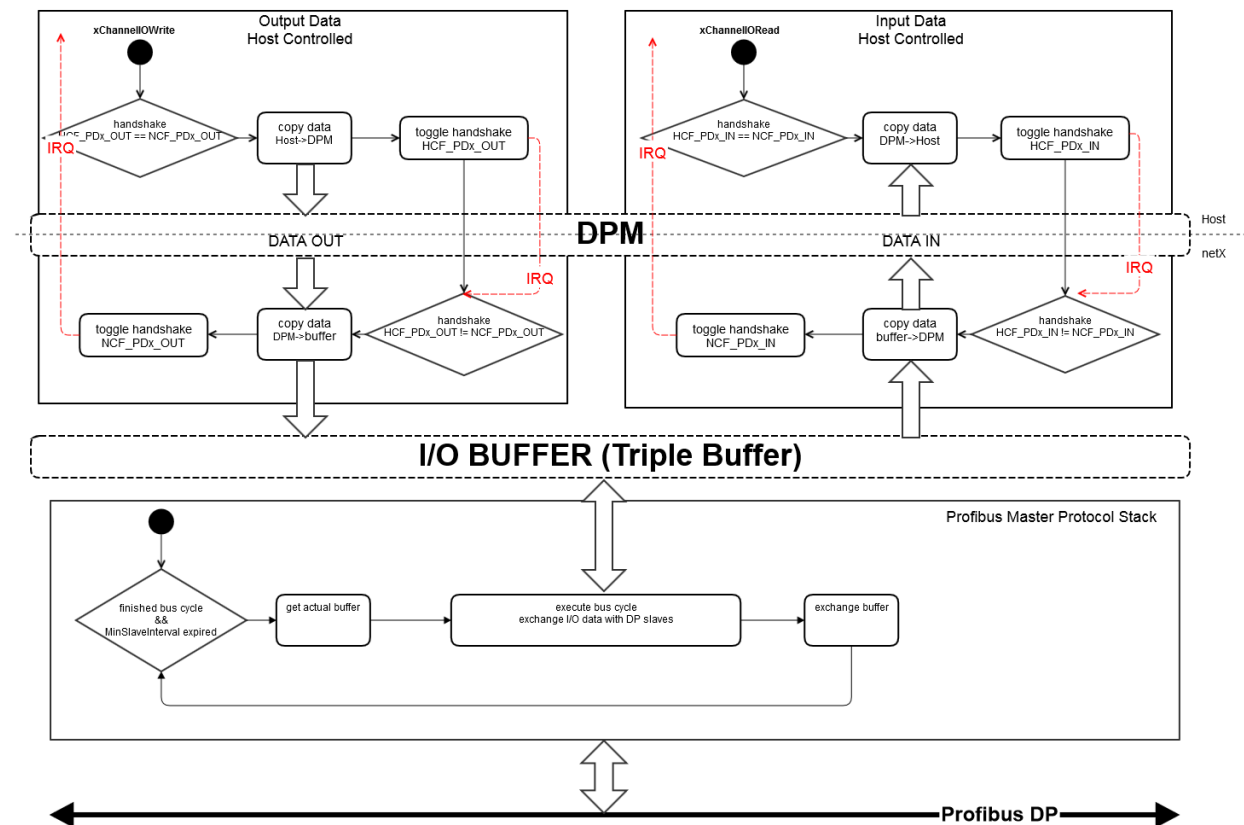 Output Data
Host Controlled
xChannelIOWrite
handshake
HCF_PDx_OUT == NCF_PDx_OUT
copy data
Host->DPM
toggle handshake
HCF_PDx_OUT
IRQ
Input Data
Host Controlled
xChannelIORead
handshake
HCF_PDx_IN == NCF_PDx_IN
copy data
DPM->Host
toggle handshake
HCF_PDx_IN
IRQ
DPM
DATA OUT
DATA IN
Host
netX
IRQ
toggle handshake
NCF_PDx_OUT
copy data
DPM->buffer
handshake
HCF_PDx_OUT != NCF_PDx_OUT
IRQ
toggle handshake
NCF_PDx_IN
copy data
buffer->DPM
handshake
HCF_PDx_IN != NCF_PDx_IN
I/O BUFFER (Triple Buffer)
Profibus Master Protocol Stack
finished bus cycle
&&
MinSlaveInterval expired
get actual buffer
execute bus cycle
exchange I/O data with DP slaves
exchange buffer
Profibus DP